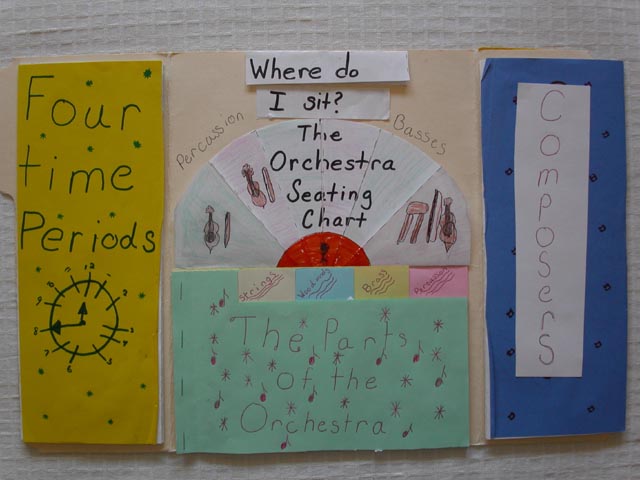 Four
time
Periods
12
1
2
3
4
5
6
7
8
9
10
11
Where do
I sit?
Percassion
Basses
The
Orchestra
Seating
Chart
Strings
Woodwinds
Brass
Percussion
The Parts
of the
Orchestra
Composers